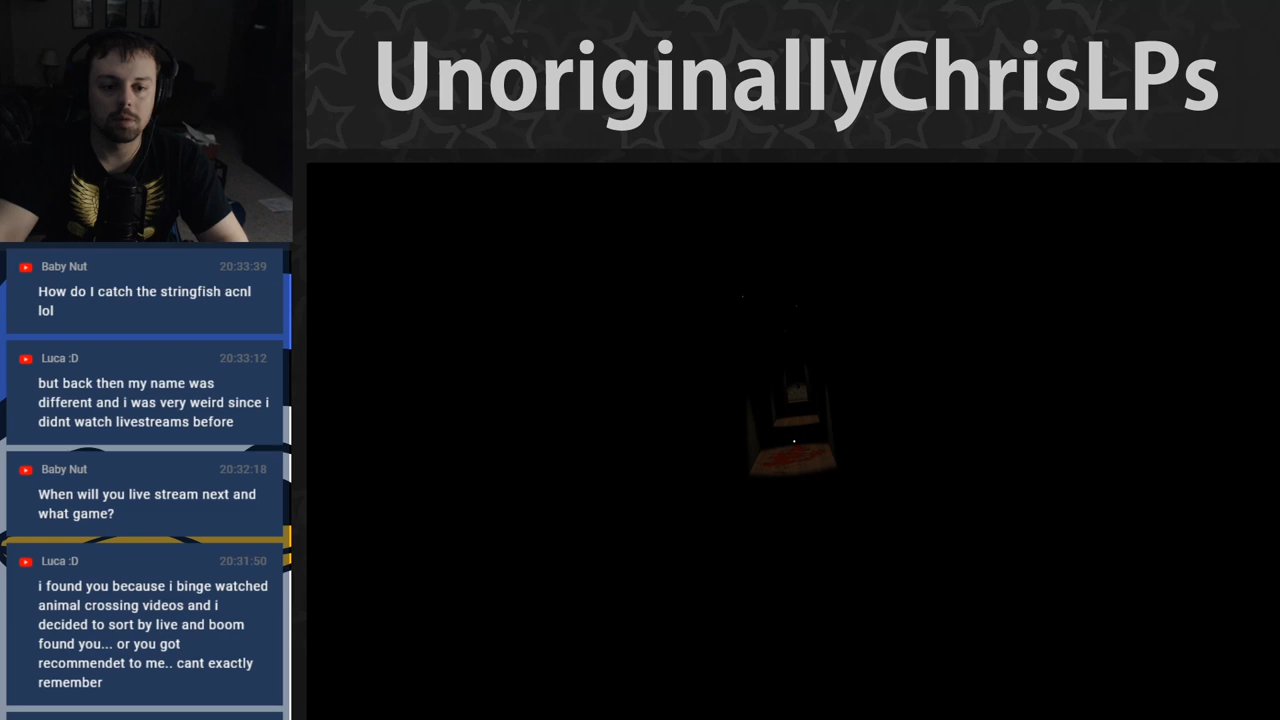 UnoriginallyChrisLPs
Baby Nut 20:33:39
How do I catch the stringfish acnl
lol
Luca :D 20:33:12
but back then my name was
different and i was very weird since i
didnt watch livestreams before
Baby Nut 20:32:18
When will you live stream next and
what game?
Luca :D 20:31:50
i found you because i binge watched
animal crossing videos and i
decided to sort by live and boom
found you... or you got
recommendet to me.. cant exactly
remember